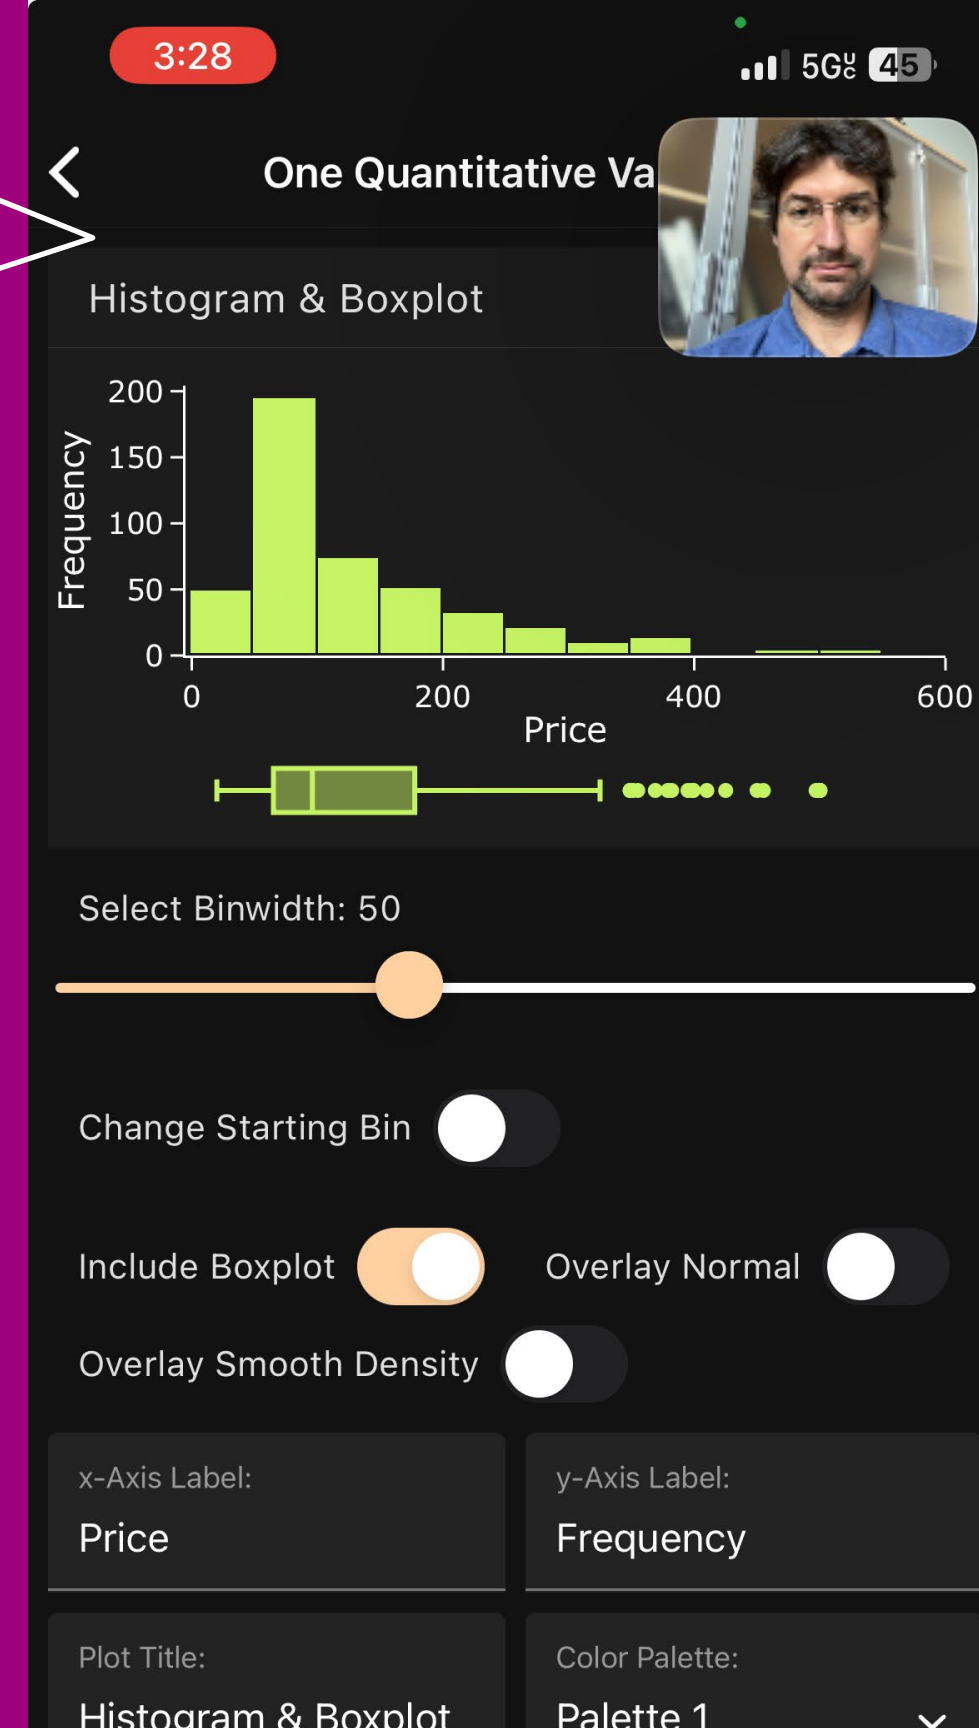 3:28
5G UC 45
One Quantitative Va
Histogram & Boxplot
200
150
100
50
0
Frequency
0 200 400 600
Price
Select Binwidth: 50
Change Starting Bin
Include Boxplot Overlay Normal
Overlay Smooth Density
x-Axis Label: y-Axis Label:
Price Frequency
Plot Title: Color Palette:
Histogram & Boxplot Palette 1